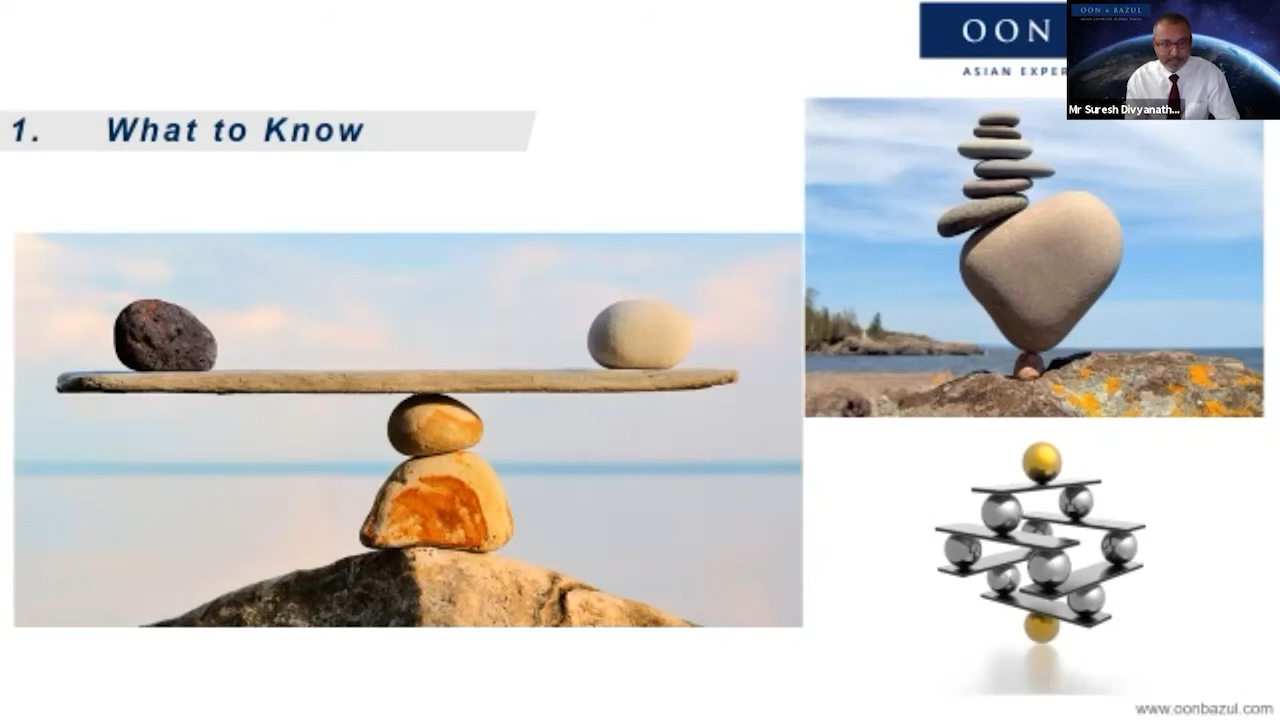 OON
ASIAN EXPER
OON & BAZUL
Mr Suresh Divyanath...
1. What to Know
www.oonbazul.com